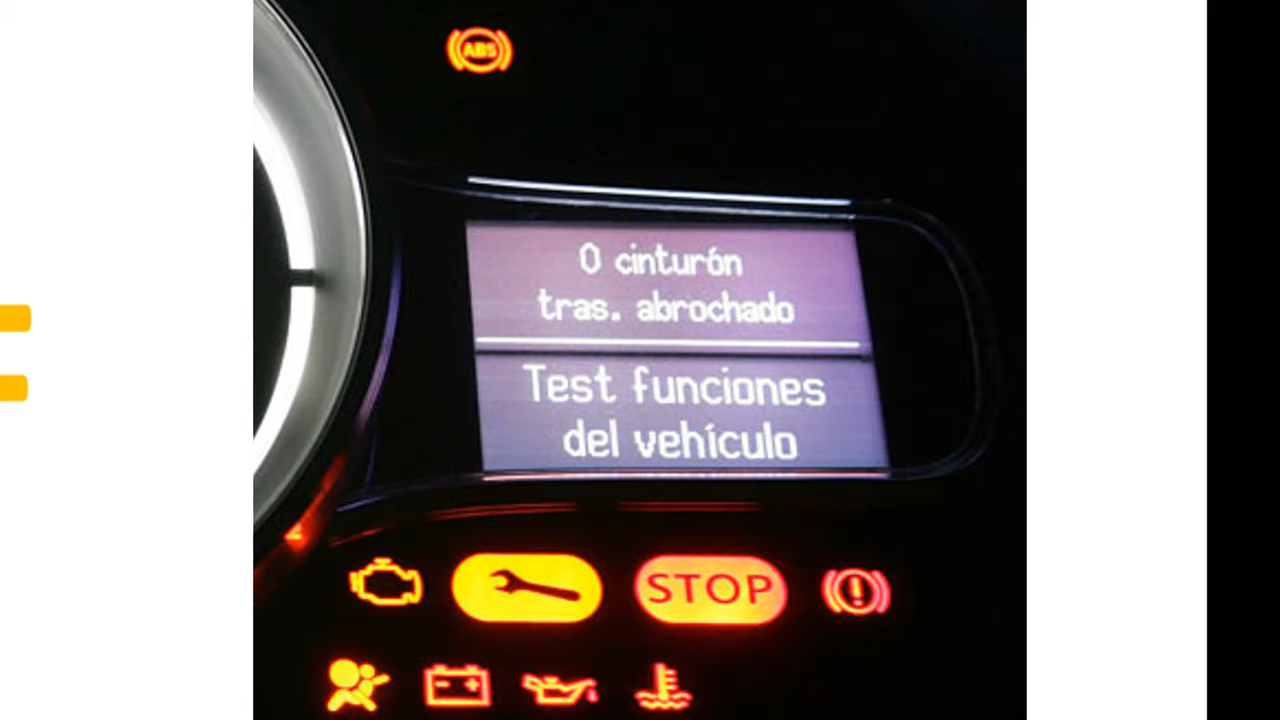 ABS
0 cinturón
tras. abrochado
Test funciones
del vehículo
STOP